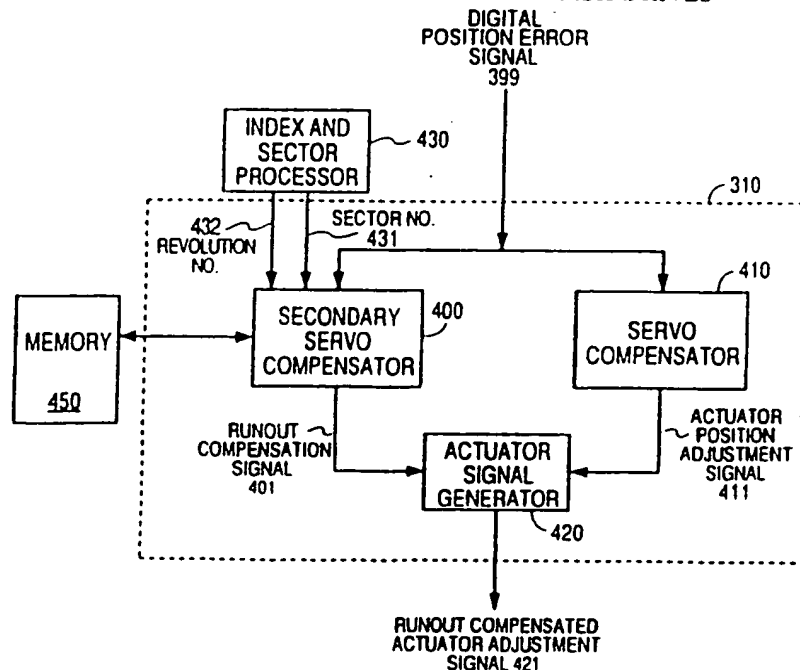 DIGITAL
POSITION ERROR
SIGNAL
399
INDEX AND
SECTOR
PROCESSOR
430
310
432
REVOLUTION
NO.
SECTOR NO.
431
410
MEMORY
450
SECONDARY
SERVO
COMPENSATOR
400
SERVO
COMPENSATOR
RUNOUT
COMPENSATION
SIGNAL
401
ACTUATOR
SIGNAL
GENERATOR
420
ACTUATOR
POSITION
ADJUSTMENT
SIGNAL
411
RUNOUT COMPENSATED
ACTUATOR ADJUSTMENT
SIGNAL 421